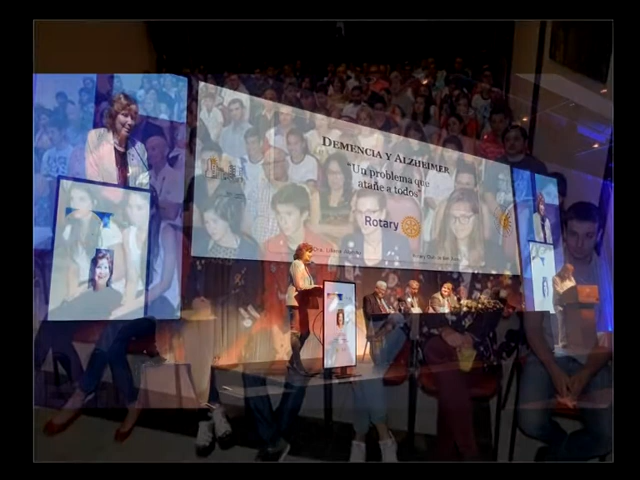 DEMENCIA Y ALZHEIMER
"Un problema que
atañe a todos"
Rotary